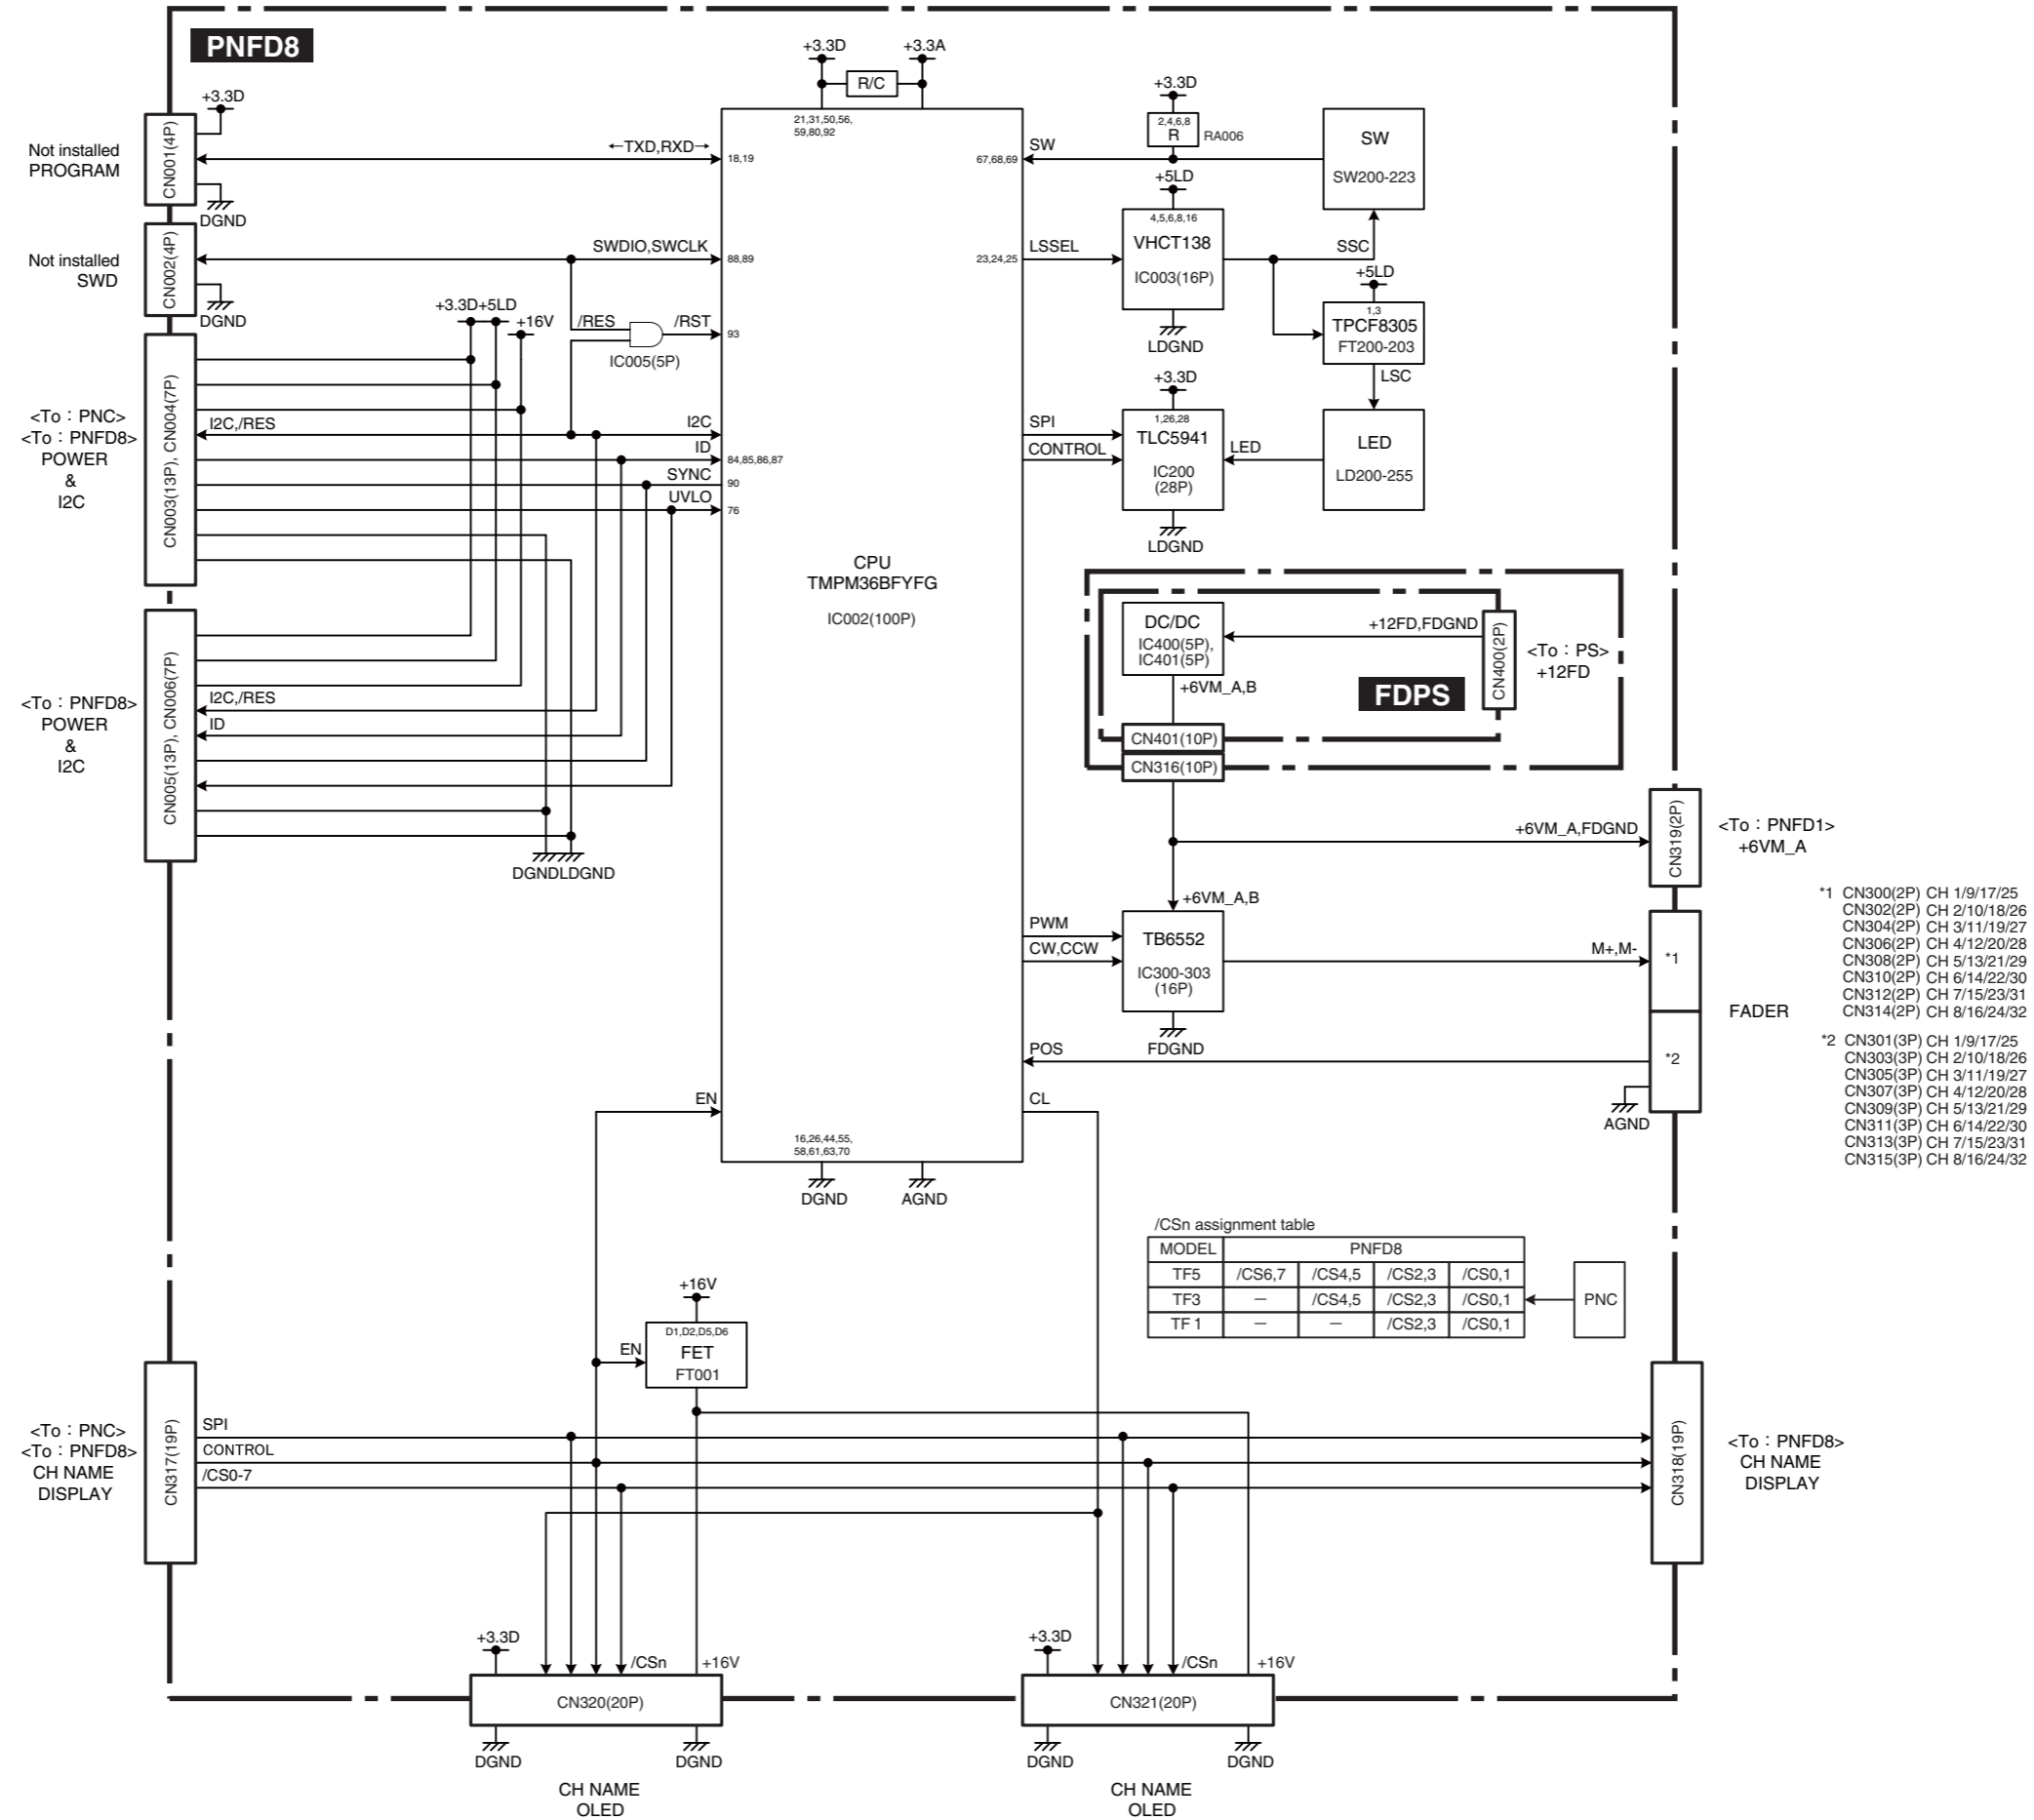 PNFD8
+3.3D
+3.3A
R/C
+3.3D
Not installed
PROGRAM
CN001(4P)
DGND
←TXD,RXD→
18,19
21,31,50,56,
59,80,92
+3.3D
2,4,6,8
R
RA006
SW
67,68,69
SW
SW200-223
Not installed
SWD
CN002(4P)
DGND
SWDIO,SWCLK
88,89
+5LD
4,5,6,8,16
VHCT138
IC003(16P)
LDGND
LSSEL
23,24,25
SSC
+5LD
1,3
TPCF8305
FT200-203
LSC
+3.3D+5LD
+16V
/RES
/RST
93
IC005(5P)
<To : PNC>
<To : PNFD8>
POWER
&
I2C
CN003(13P), CN004(7P)
I2C,/RES
I2C
ID
84,85,86,87
SYNC
90
UVLO
76
+3.3D
1,26,28
TLC5941
IC200
(28P)
LDGND
SPI
CONTROL
LED
LED
LD200-255
CPU
TMPM36BFYFG
IC002(100P)
DC/DC
IC400(5P),
IC401(5P)
+12FD,FDGND
CN400(2P)
<To : PS>
+12FD
+6VM_A,B
FDPS
CN401(10P)
CN316(10P)
<To : PNFD8>
POWER
&
I2C
CN005(13P), CN006(7P)
I2C,/RES
ID
DGNDLDGND
+6VM_A,FDGND
CN319(2P)
<To : PNFD1>
+6VM_A
+6VM_A,B
PWM
CW,CCW
TB6552
IC300-303
(16P)
FDGND
M+,M-
*1
FADER
*2
POS
AGND
*1 CN300(2P) CH 1/9/17/25
CN302(2P) CH 2/10/18/26
CN304(2P) CH 3/11/19/27
CN306(2P) CH 4/12/20/28
CN308(2P) CH 5/13/21/29
CN310(2P) CH 6/14/22/30
CN312(2P) CH 7/15/23/31
CN314(2P) CH 8/16/24/32
*2 CN301(3P) CH 1/9/17/25
CN303(3P) CH 2/10/18/26
CN305(3P) CH 3/11/19/27
CN307(3P) CH 4/12/20/28
CN309(3P) CH 5/13/21/29
CN311(3P) CH 6/14/22/30
CN313(3P) CH 7/15/23/31
CN315(3P) CH 8/16/24/32
EN
CL
16,26,44,55,
58,61,63,70
DGND
AGND
/CSn assignment table
MODEL PNFD8
TF5 /CS6,7 /CS4,5 /CS2,3 /CS0,1
TF3 — /CS4,5 /CS2,3 /CS0,1
TF 1 — — /CS2,3 /CS0,1
PNC
+16V
D1,D2,D5,D6
FET
FT001
EN
<To : PNC>
<To : PNFD8>
CH NAME
DISPLAY
CN317(19P)
SPI
CONTROL
/CS0-7
CN318(19P)
<To : PNFD8>
CH NAME
DISPLAY
+3.3D
/CSn
+16V
CN320(20P)
DGND
DGND
CH NAME
OLED
+3.3D
/CSn
+16V
CN321(20P)
DGND
DGND
CH NAME
OLED